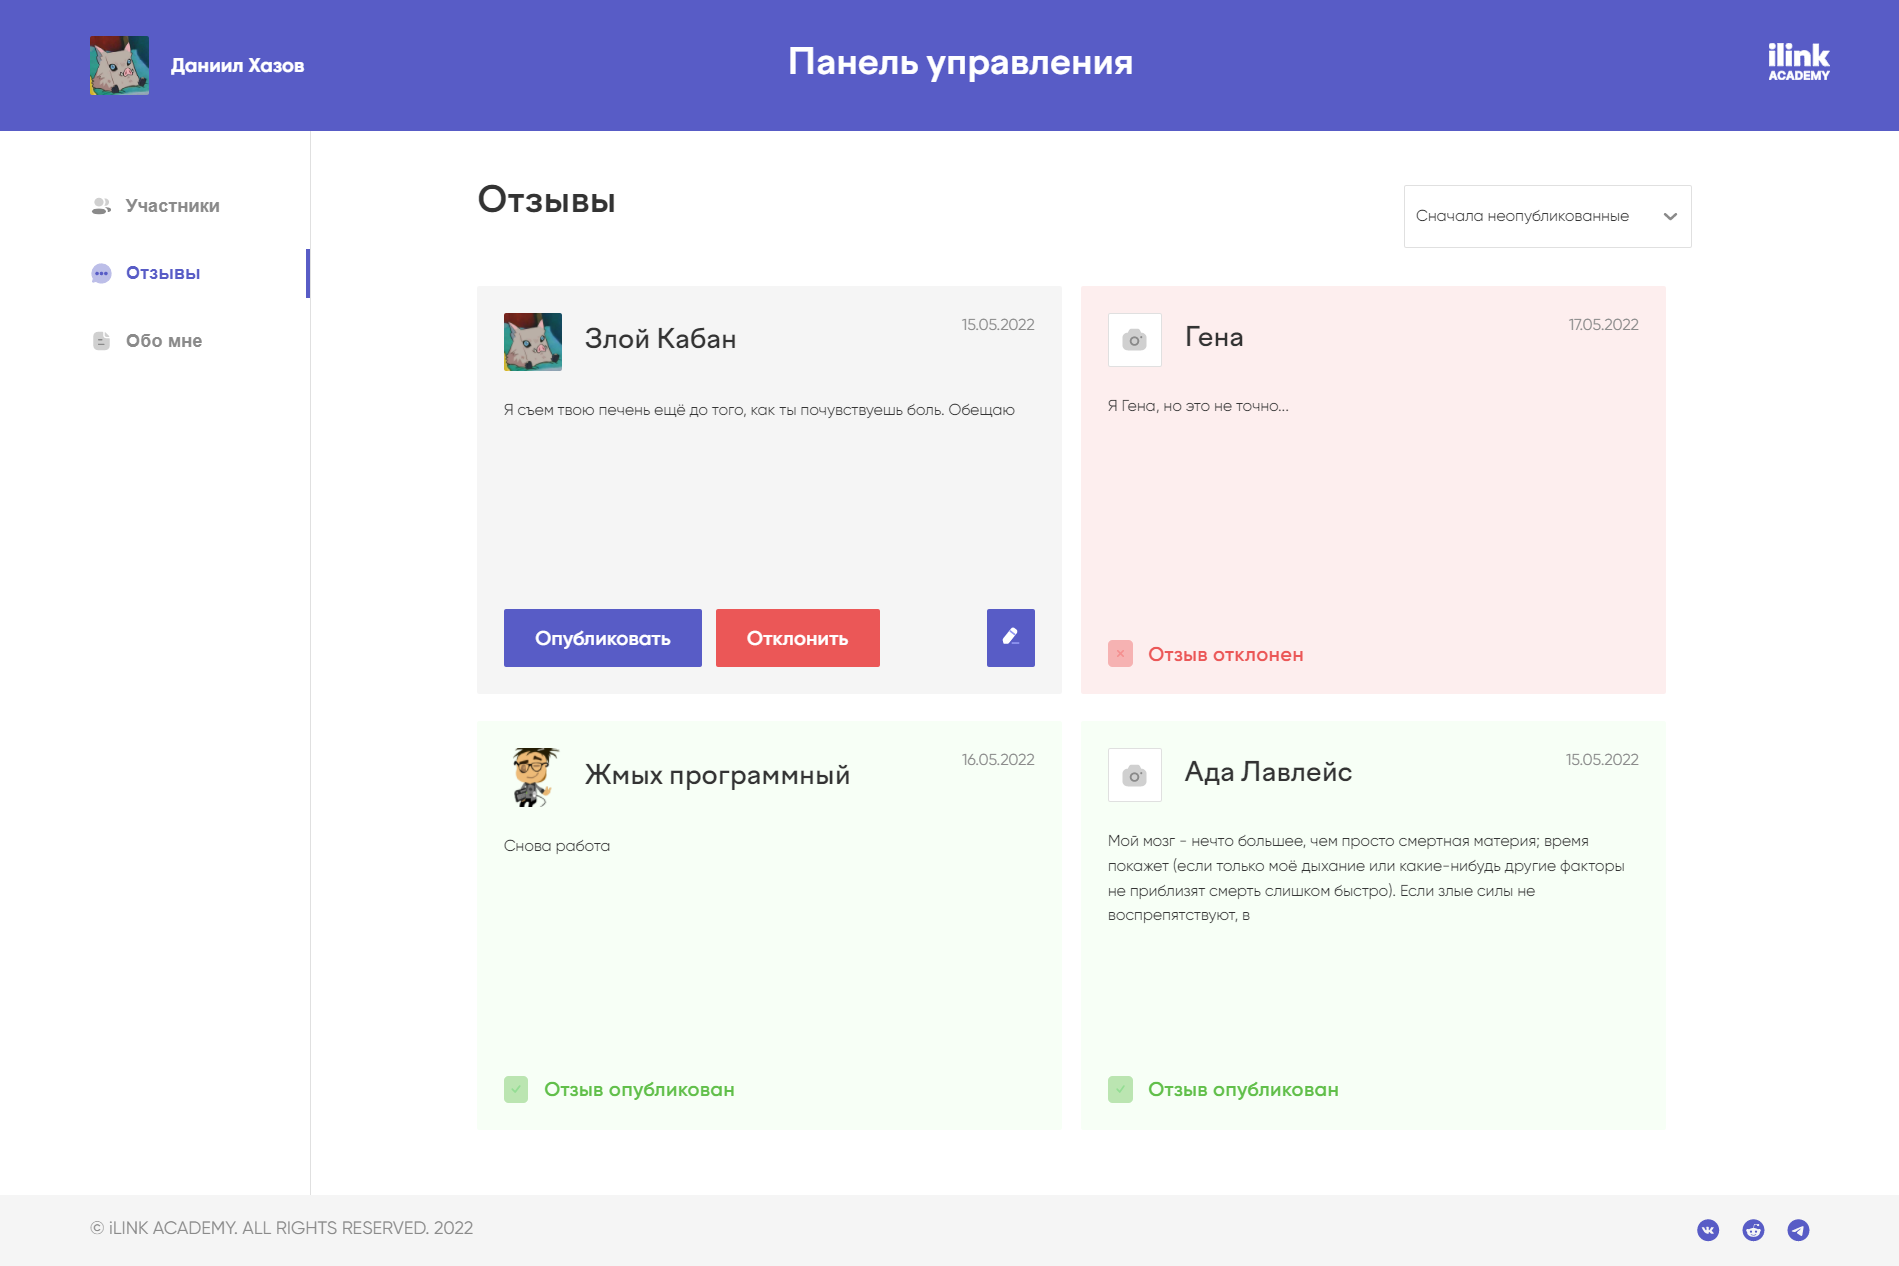 Даниил Хазов
Панель управления
ilink
ACADEMY
Участники
Отзывы
Обо мне
Отзывы
Сначала неопубликованные
Злой Кабан
15.05.2022
Я съем твою печень ещё до того, как ты почувствуешь боль. Обещаю
Опубликовать
Отклонить
Гена
17.05.2022
Я Гена, но это не точно...
Отзыв отклонен
Жмых программный
16.05.2022
Снова работа
Отзыв опубликован
Ада Лавлейс
15.05.2022
Мой мозг - нечто большее, чем просто смертная материя; время
покажет (если только моё дыхание или какие-нибудь другие факторы
не приблизят смерть слишком быстро). Если злые силы не
воспрепятствуют, в
Отзыв опубликован
© iLINK ACADEMY. ALL RIGHTS RESERVED. 2022